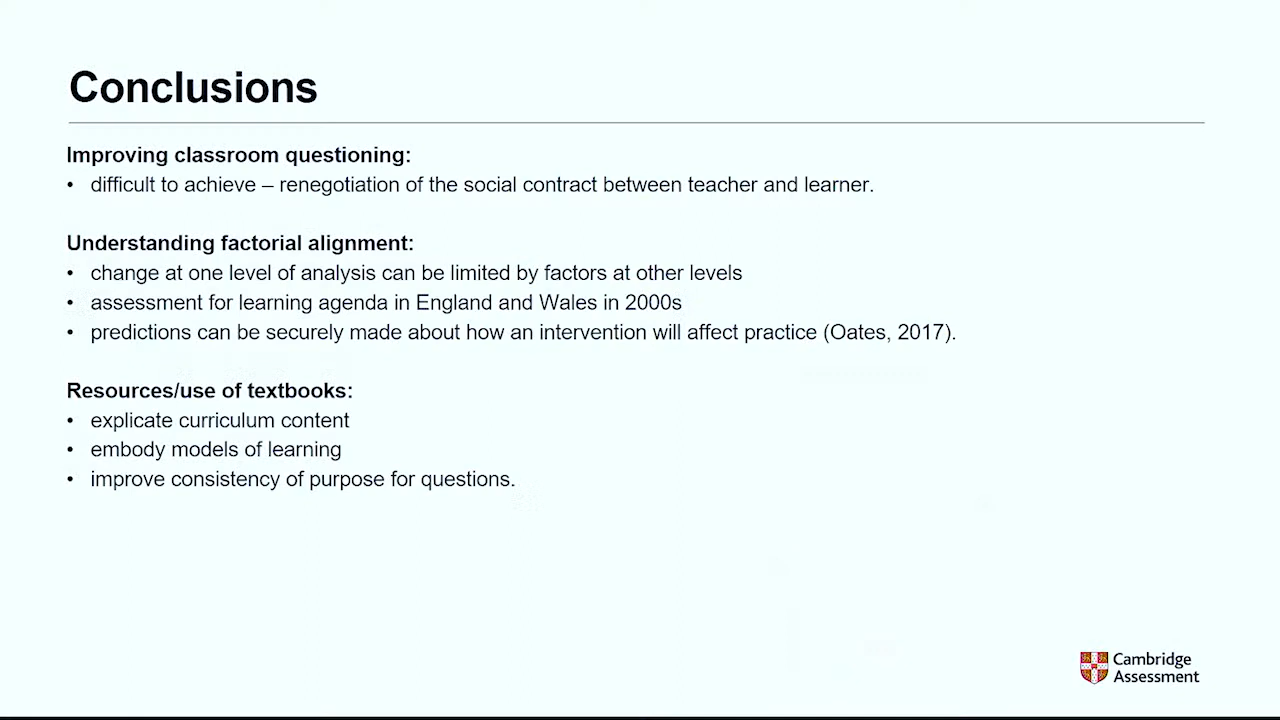 Conclusions
Improving classroom questioning:
• difficult to achieve – renegotiation of the social contract between teacher and learner.
Understanding factorial alignment:
• change at one level of analysis can be limited by factors at other levels
• assessment for learning agenda in England and Wales in 2000s
• predictions can be securely made about how an intervention will affect practice (Oates, 2017).
Resources/use of textbooks:
• explicate curriculum content
• embody models of learning
• improve consistency of purpose for questions.
Cambridge
Assessment